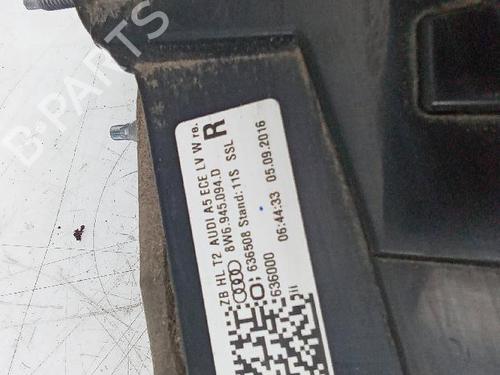 B-PARTS
ZB HL T2 AUDI A5 ECE LV W re.
8W6.945.094.D
R
636508 Stand: 11S SSL
636000 06:44:33 05.09.2016